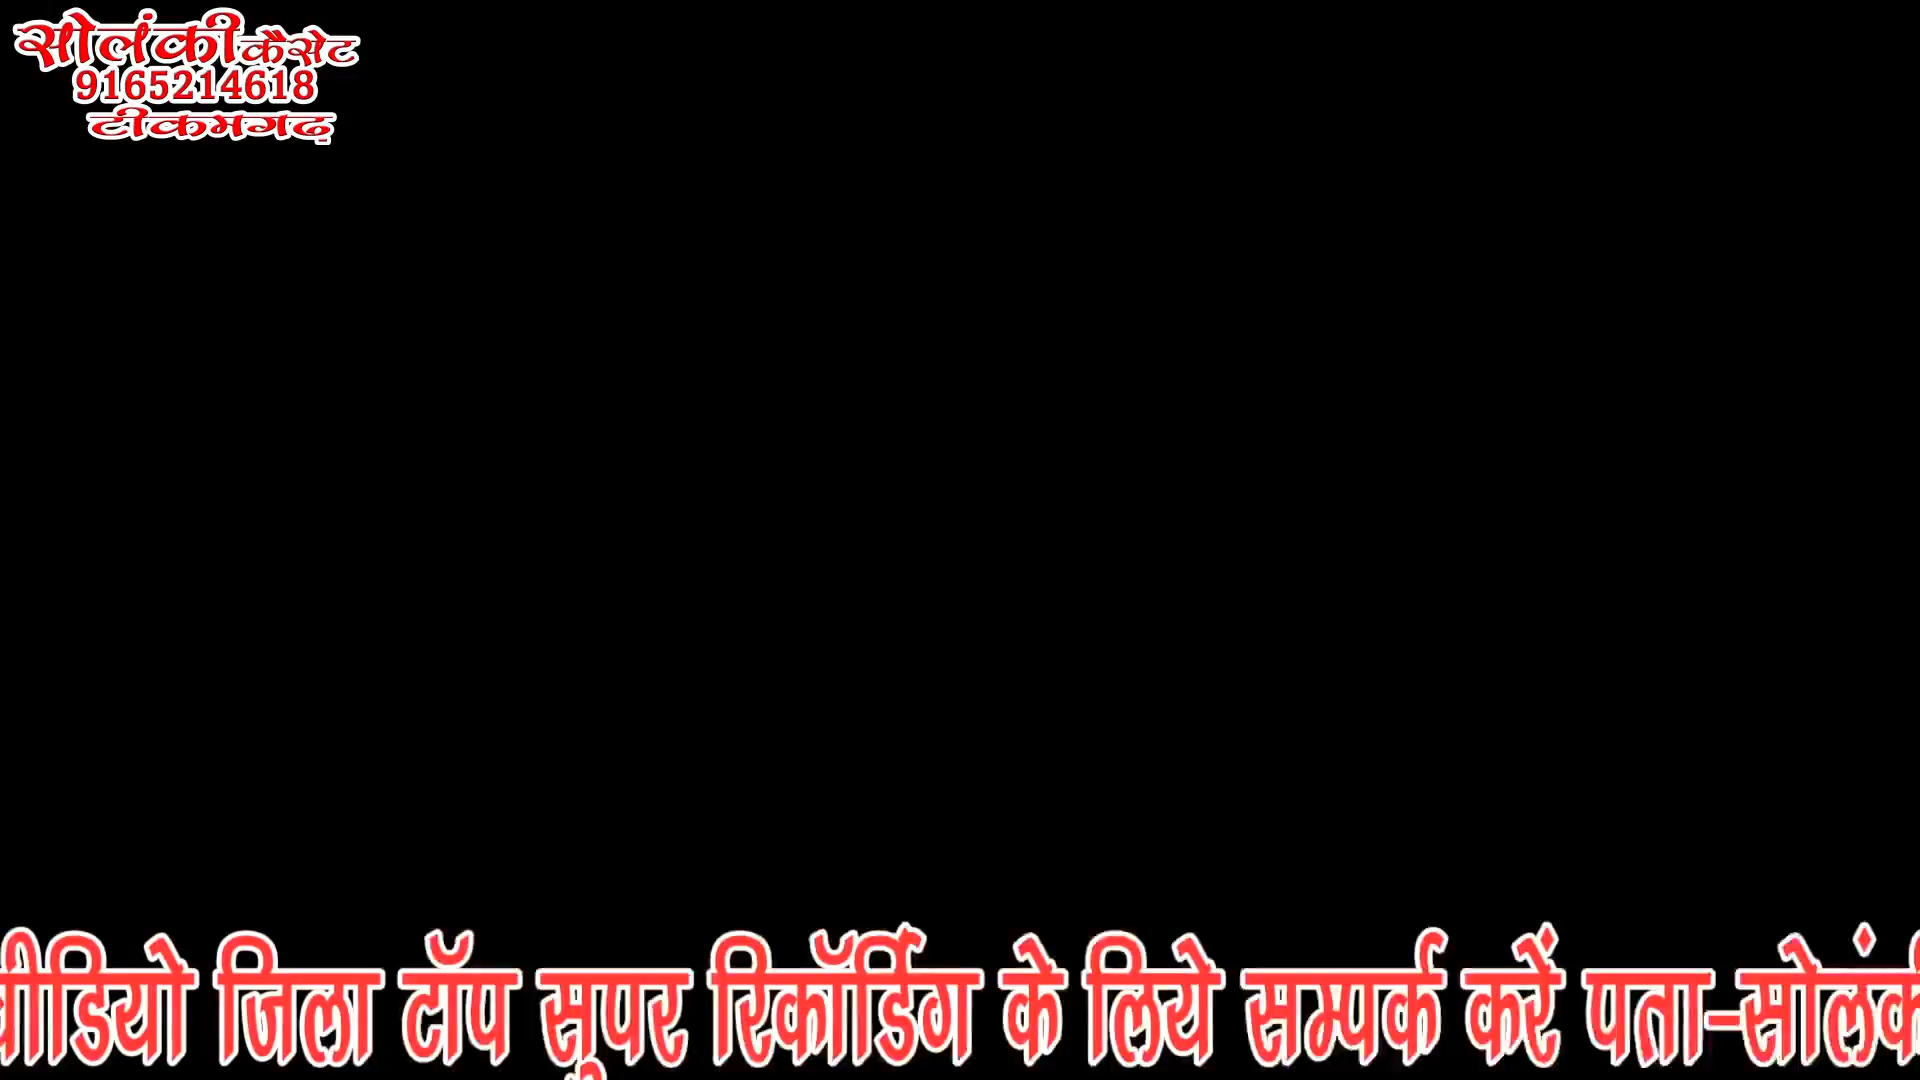 सोलंकी कैसेट
9165214618
टीकमगढ़
वीडियो जिला टॉप सुपर रिकॉर्डिंग के लिये सम्पर्क करें पता-सोलंकी